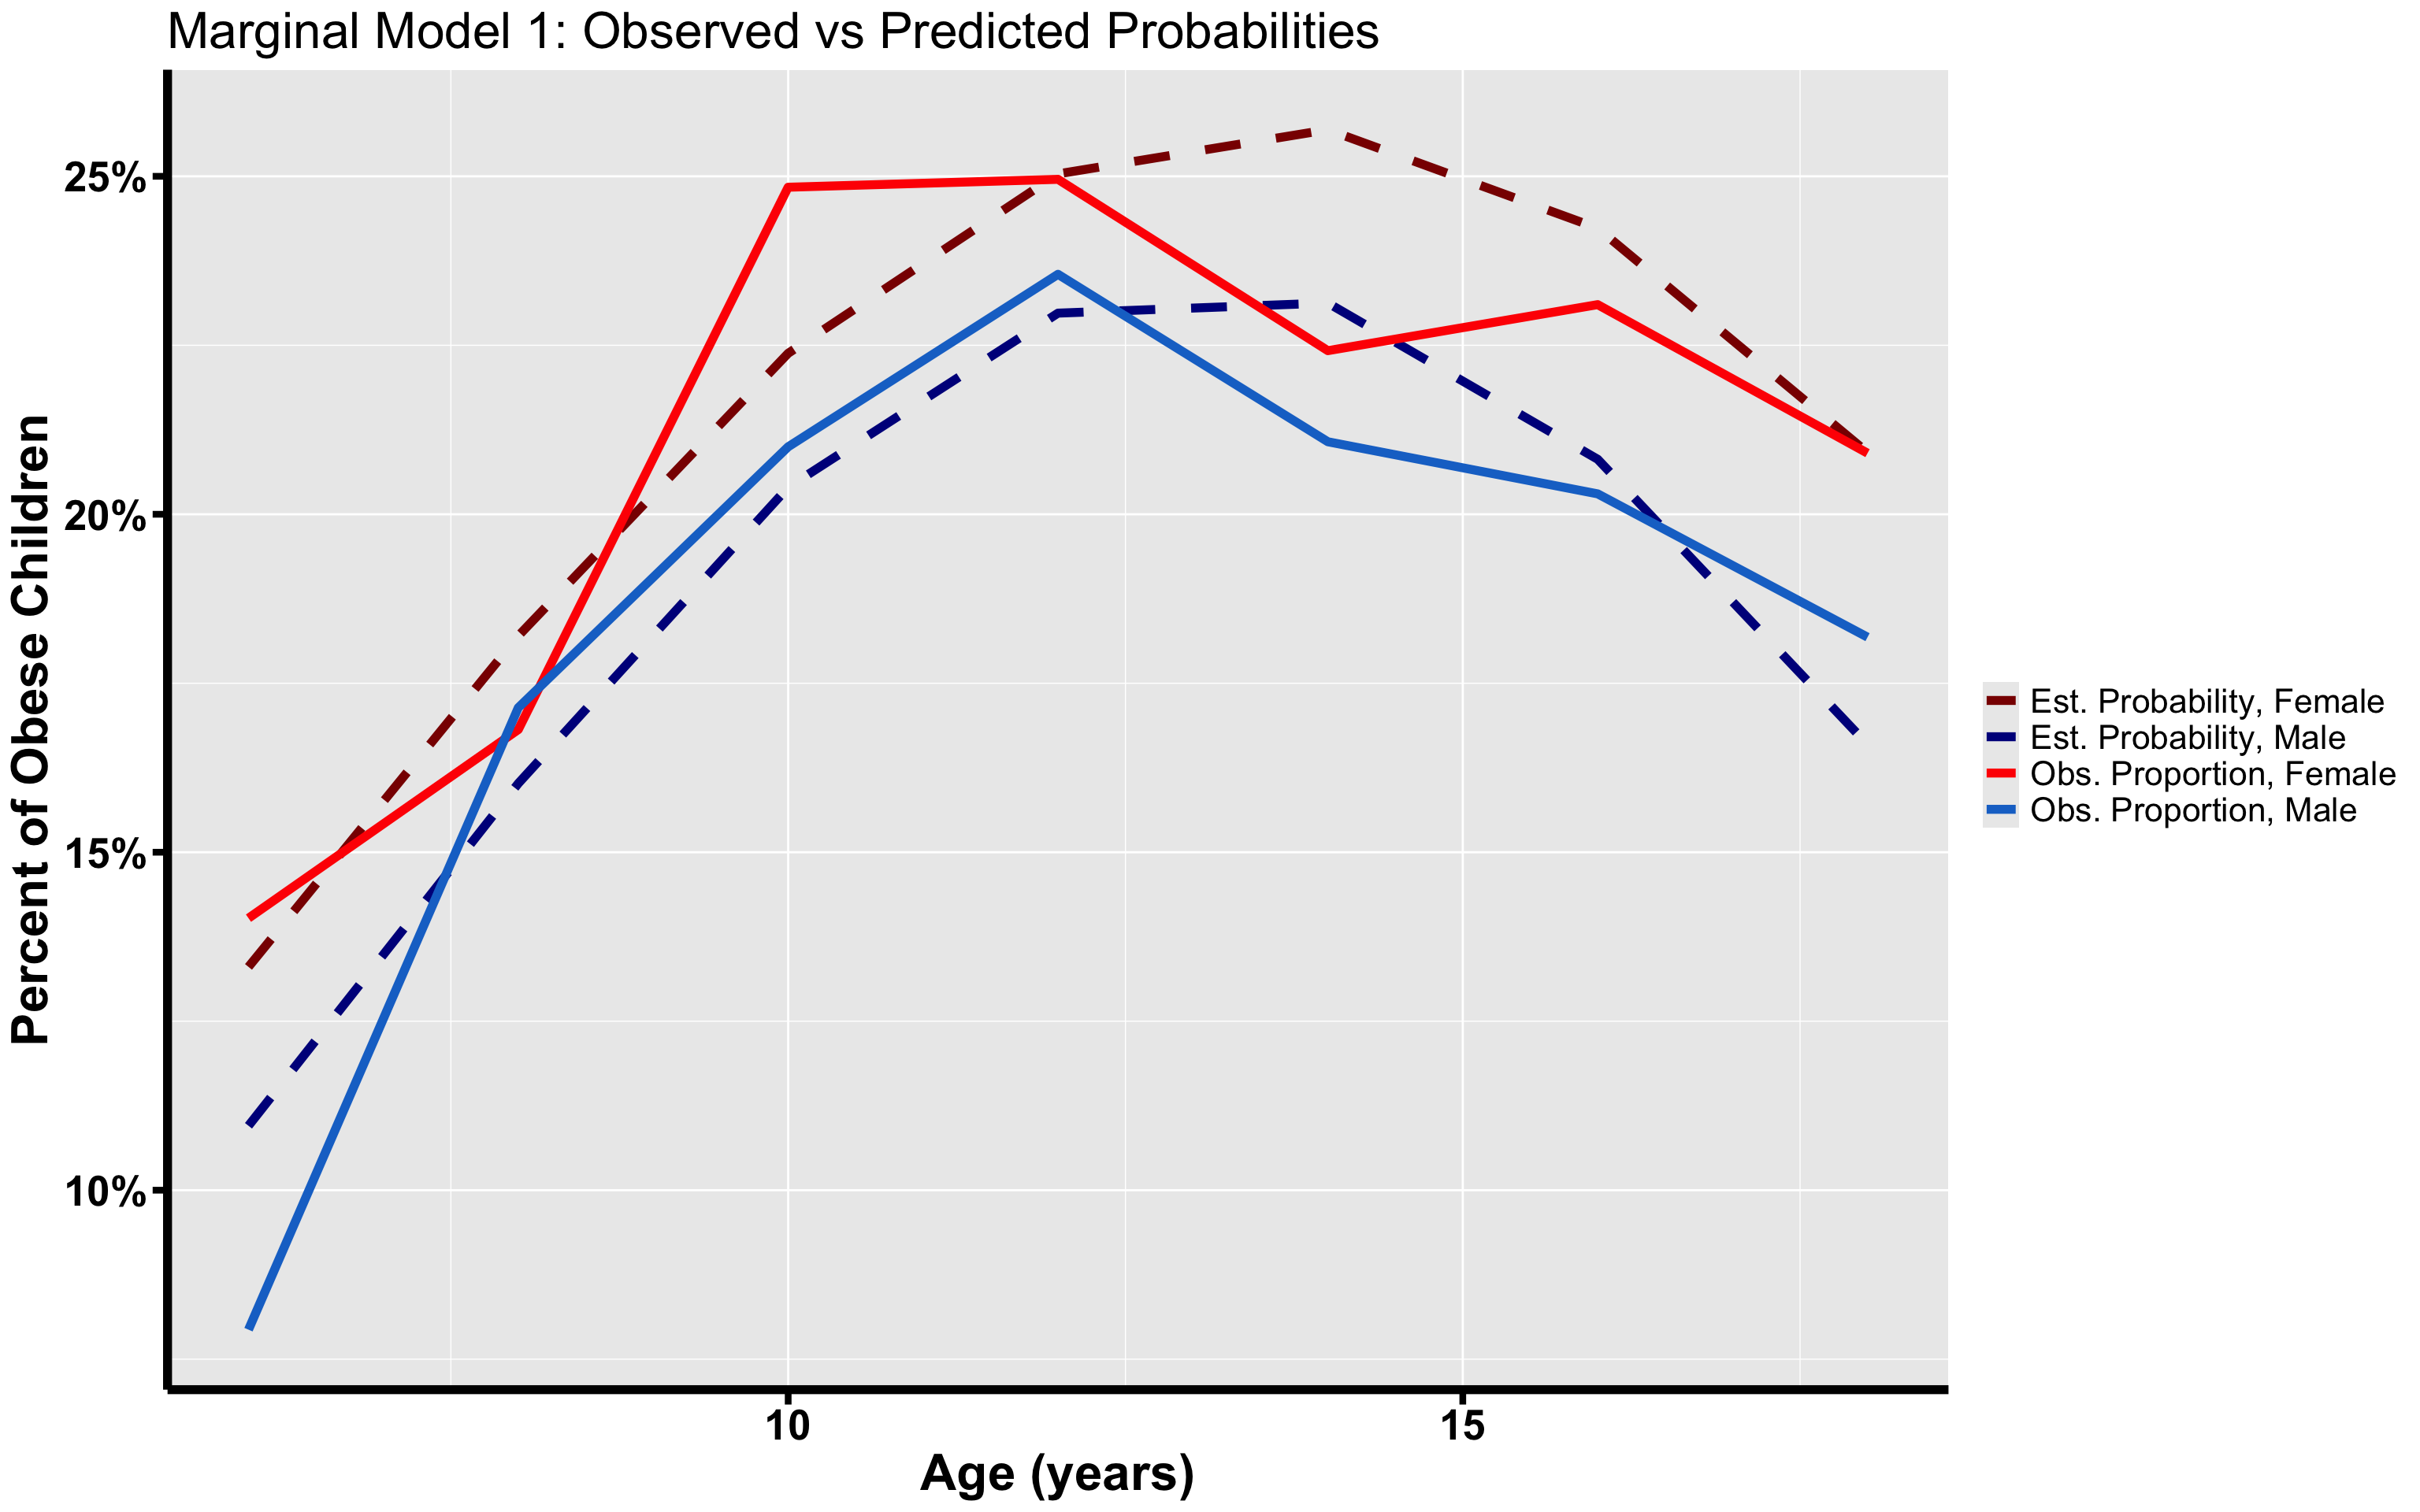 Marginal Model 1: Observed vs Predicted Probabilities
Percent of Obese Children
25%
20%
15%
10%
10
15
Age (years)
Est. Probability, Female
Est. Probability, Male
Obs. Proportion, Female
Obs. Proportion, Male